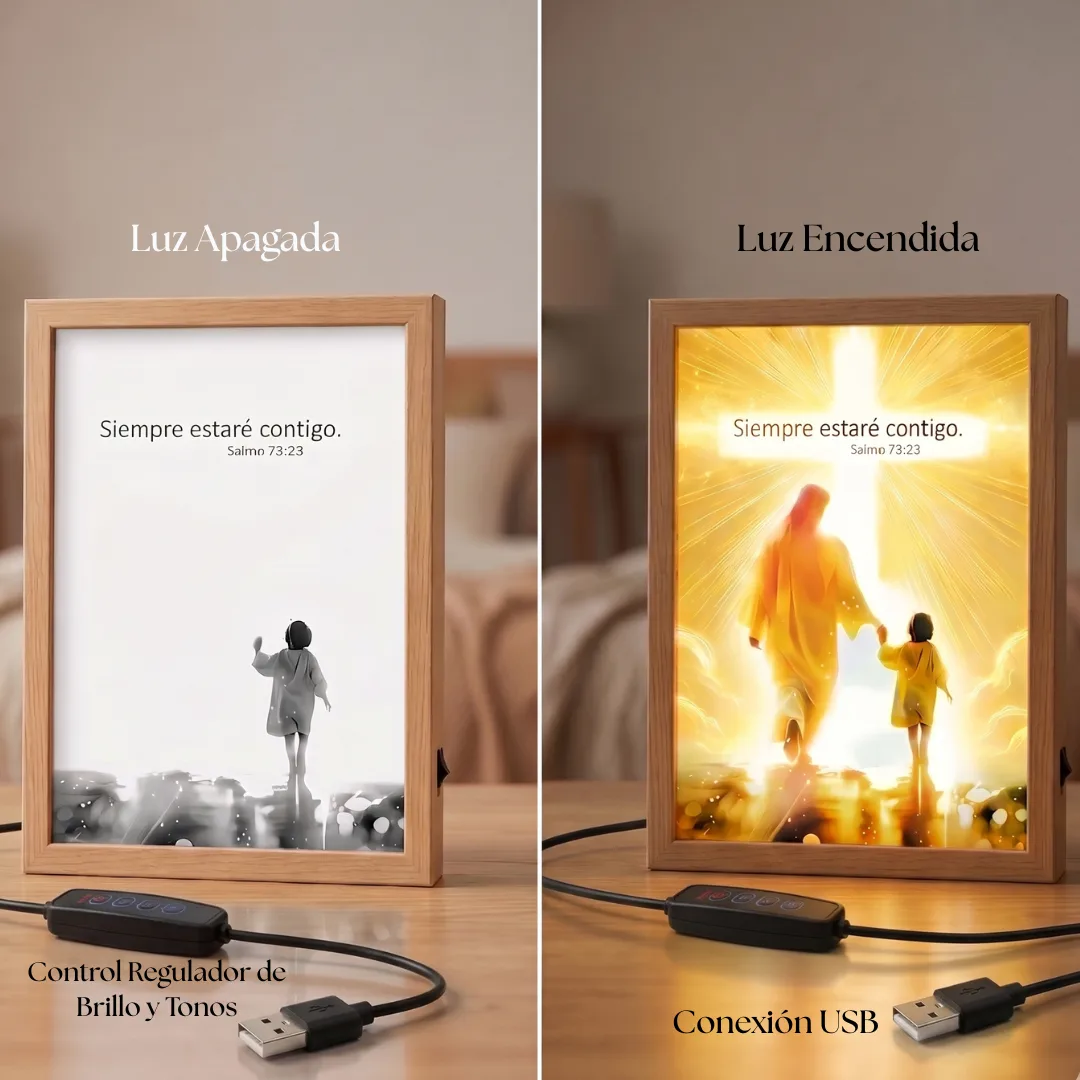 Luz Apagada
Siempre estaré contigo.
Salmo 73:23
Control Regulador de
Brillo y Tonos
Luz Encendida
Siempre estaré contigo.
Salmo 73:23
Conexión USB